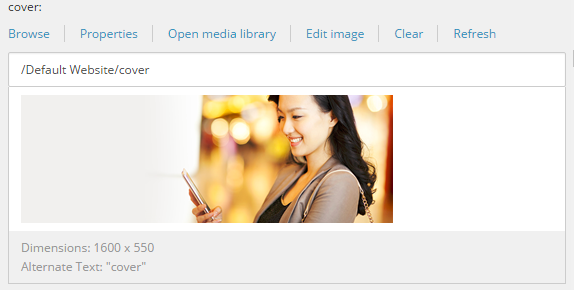 cover:
Browse Properties Open media library Edit image Clear Refresh
/Default Website/cover
Dimensions: 1600 x 550
Alternate Text: "cover"